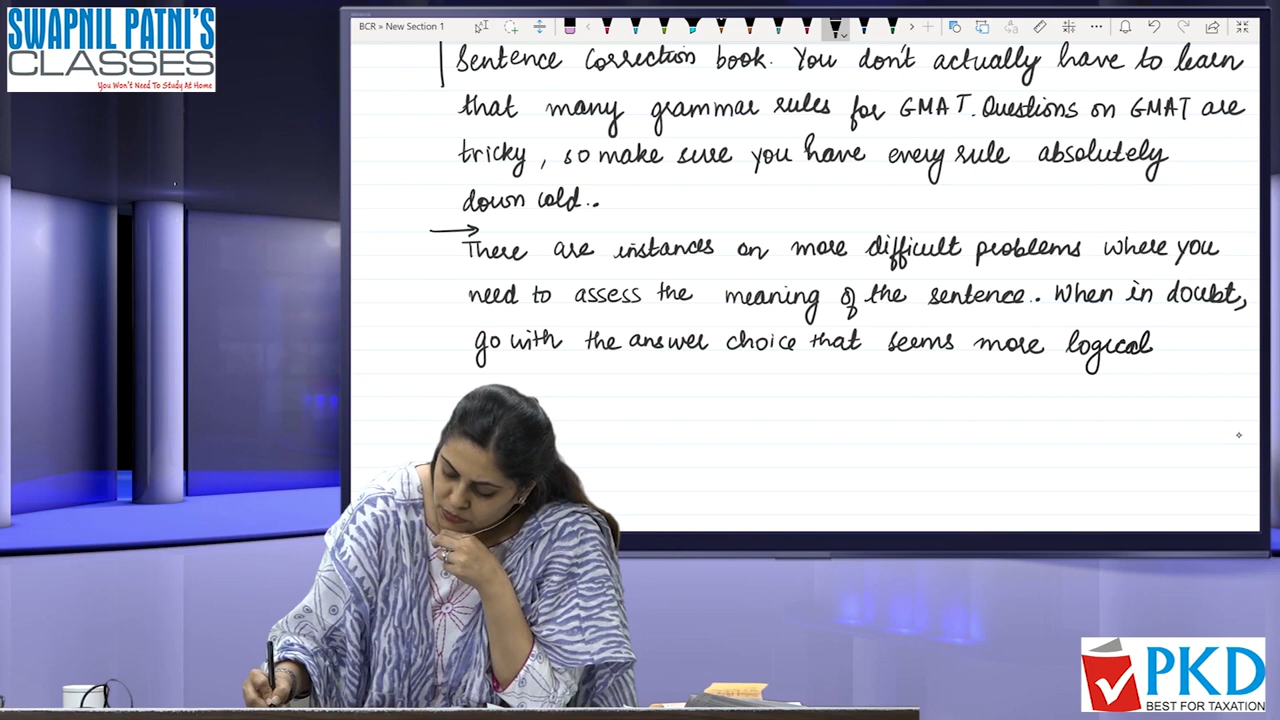 SWAPNIL PATNI'S
CLASSES
You Won't Need To Study At Home
BCR » New Section 1
Sentence Correction book. You don't actually have to learn
that many grammar rules for GMAT. Questions on GMAT are
tricky, so make sure you have every rule absolutely
down cold..
→
There are instances on more difficult problems where you
need to assess the meaning of the sentence.. When in doubt,
go with the answer choice that seems more logical
PKD
BEST FOR TAXATION